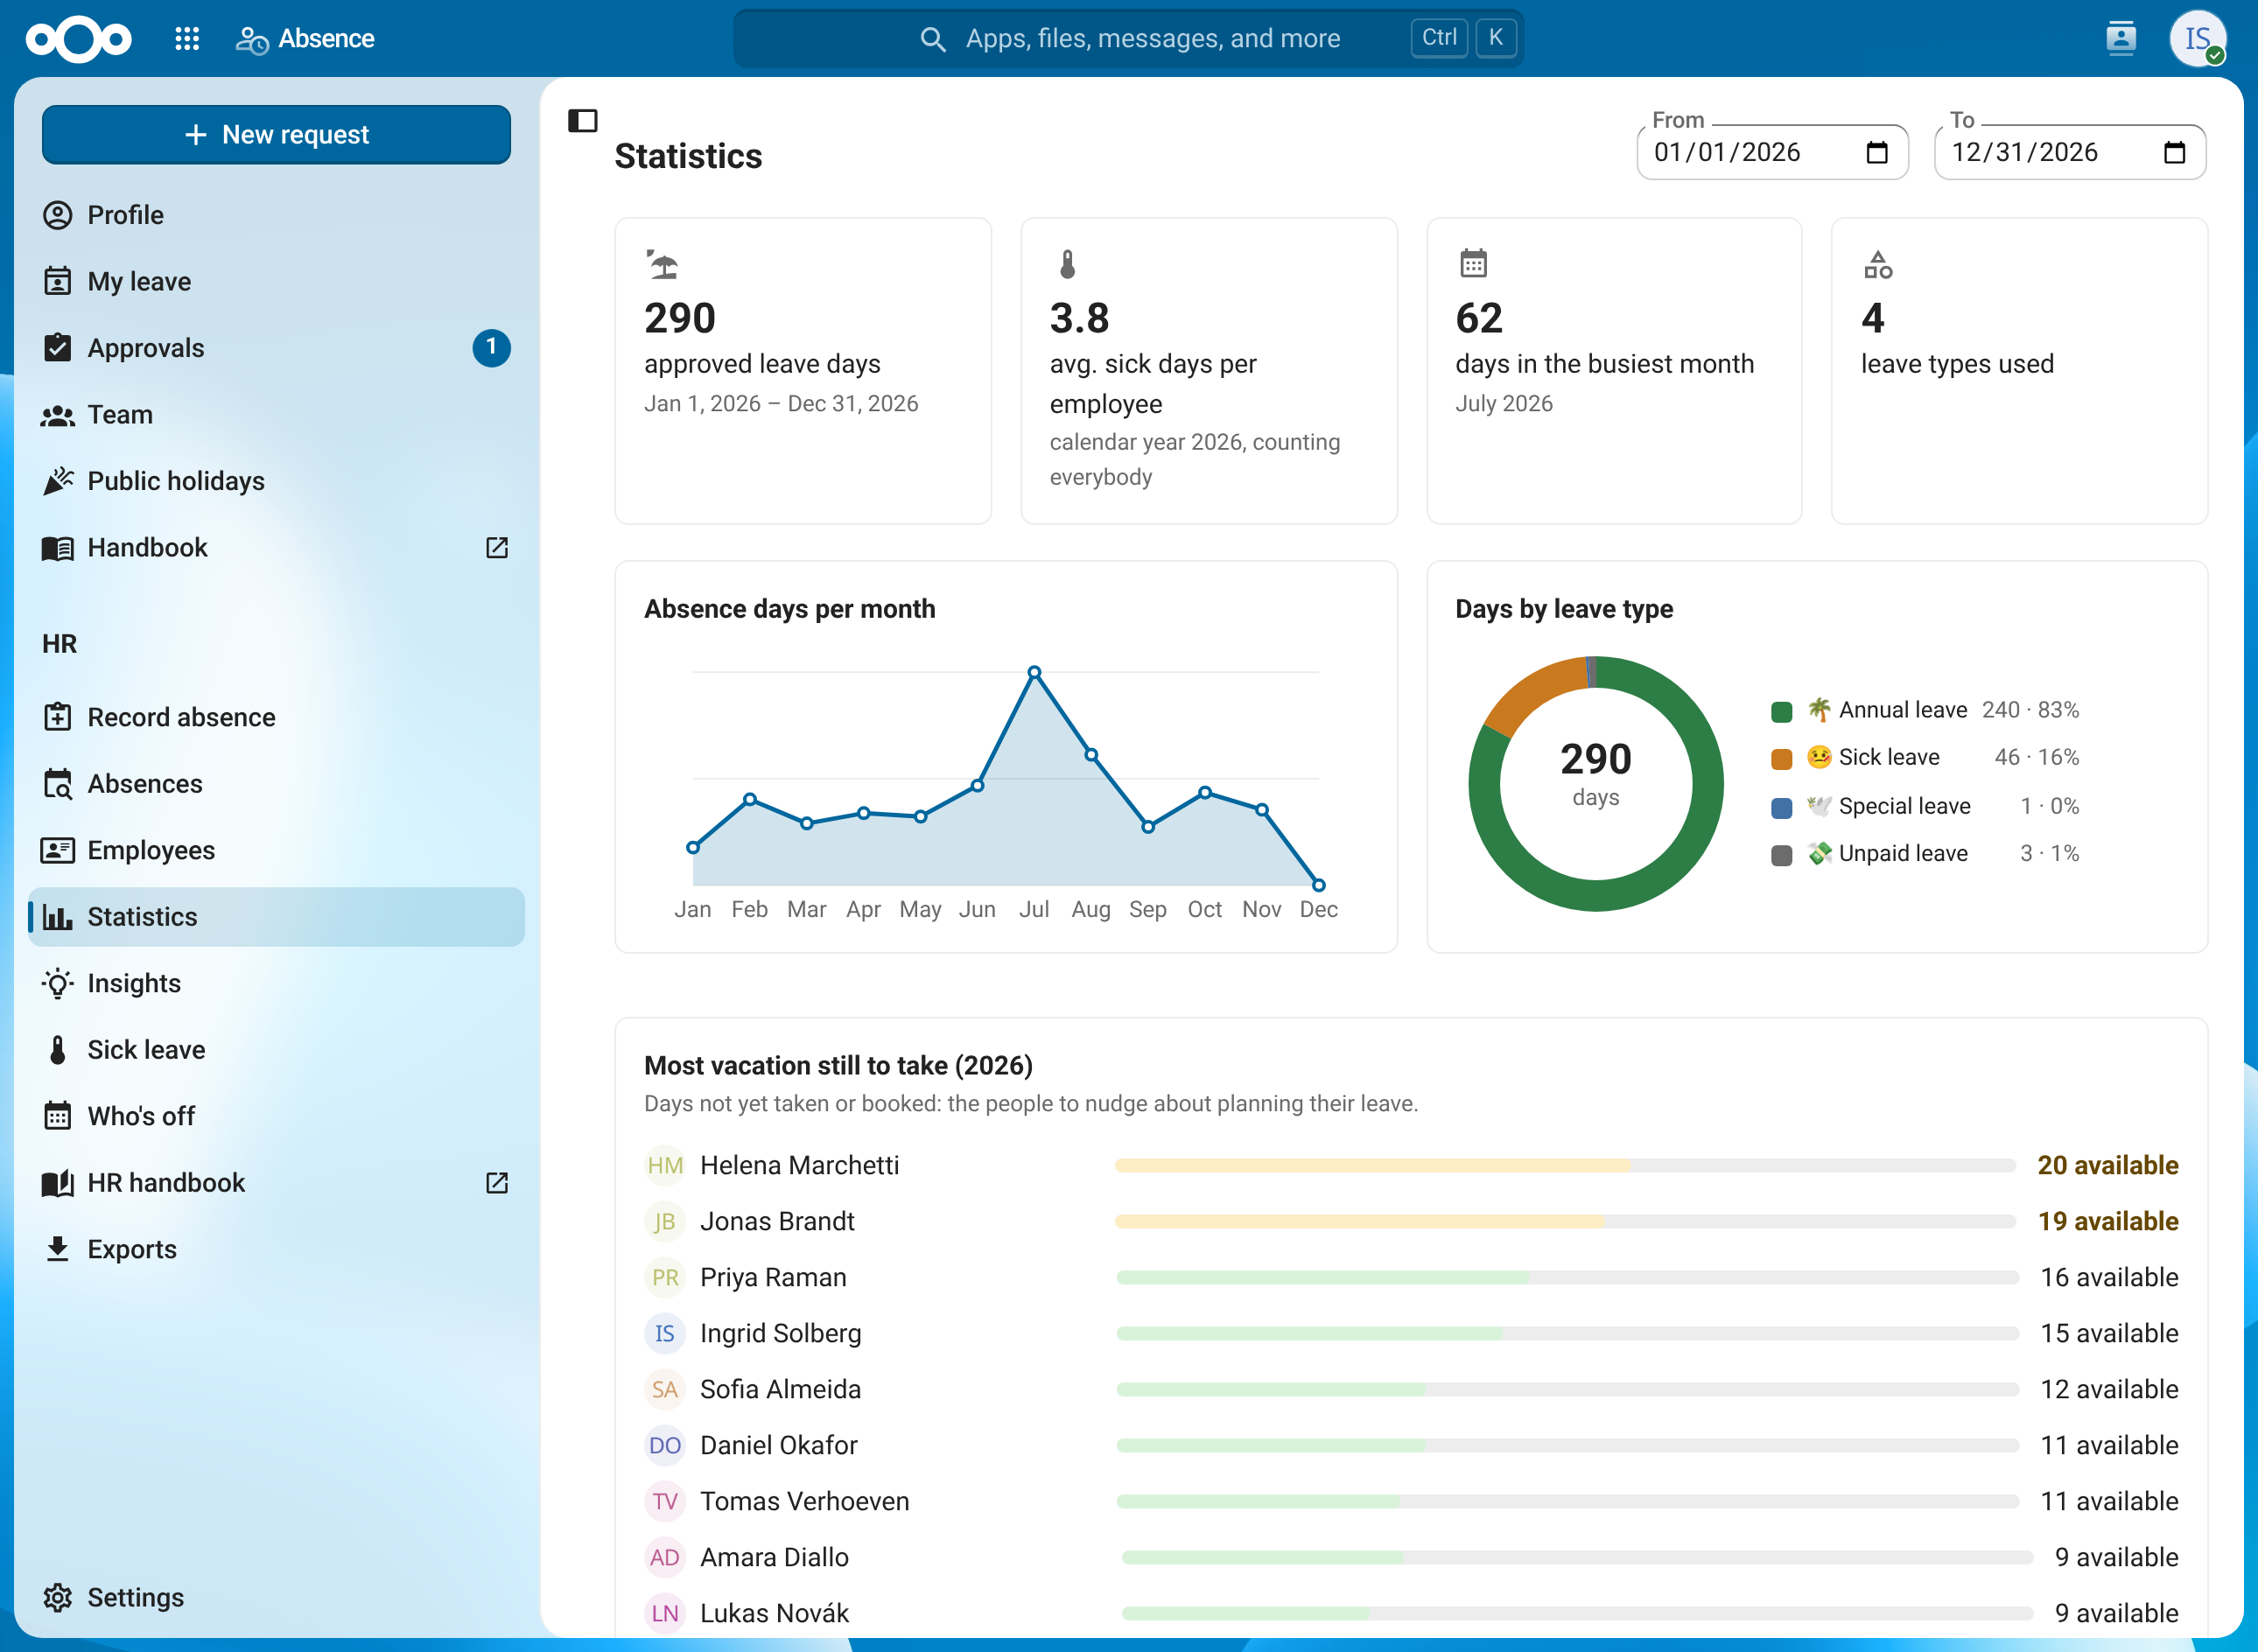 Absence
Apps, files, messages, and more
Ctrl K
IS
New request
Profile
My leave
Approvals 1
Team
Public holidays
Handbook
HR
Record absence
Absences
Employees
Statistics
Insights
Sick leave
Who's off
HR handbook
Exports
Settings
Statistics
From
01/01/2026
To
12/31/2026
290
approved leave days
Jan 1, 2026 – Dec 31, 2026
3.8
avg. sick days per
employee
calendar year 2026, counting
everybody
62
days in the busiest month
July 2026
4
leave types used
Absence days per month
Jan Feb Mar Apr May Jun Jul Aug Sep Oct Nov Dec
Days by leave type
290
days
Annual leave 240 · 83%
Sick leave 46 · 16%
Special leave 1 · 0%
Unpaid leave 3 · 1%
Most vacation still to take (2026)
Days not yet taken or booked: the people to nudge about planning their leave.
HM Helena Marchetti 20 available
JB Jonas Brandt 19 available
PR Priya Raman 16 available
IS Ingrid Solberg 15 available
SA Sofia Almeida 12 available
DO Daniel Okafor 11 available
TV Tomas Verhoeven 11 available
AD Amara Diallo 9 available
LN Lukas Novák 9 available